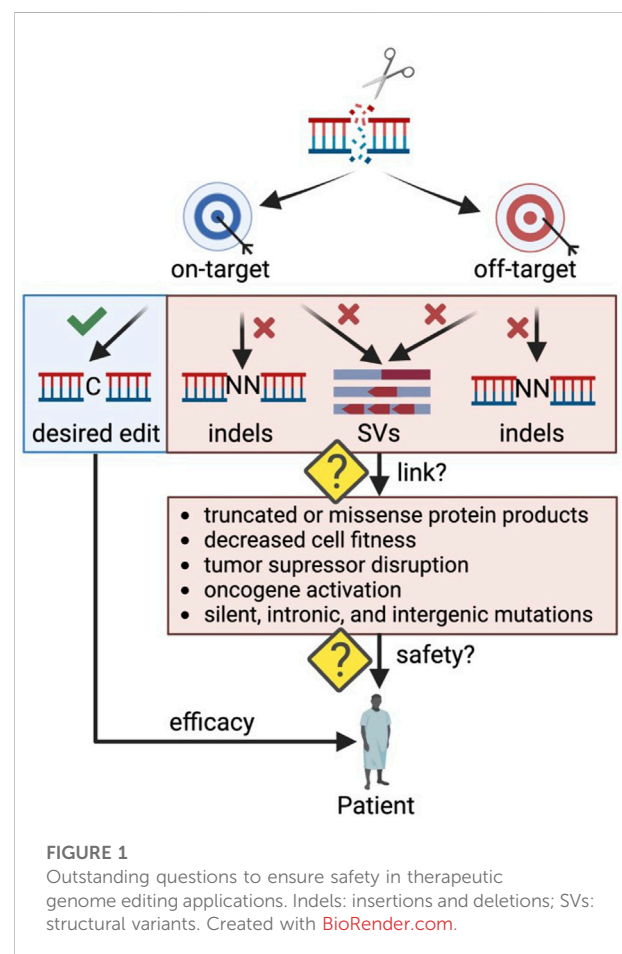 on-target
off-target
C
NN
NN
desired edit
indels
SVs
indels
?
link?
• truncated or missense protein products
• decreased cell fitness
• tumor supressor disruption
• oncogene activation
• silent, intronic, and intergenic mutations
?
safety?
efficacy
Patient
FIGURE 1
Outstanding questions to ensure safety in therapeutic
genome editing applications. Indels: insertions and deletions; SVs:
structural variants. Created with BioRender.com.